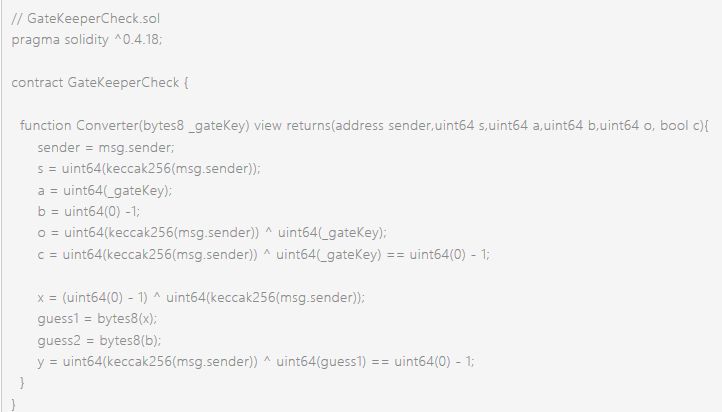 // GateKeeperCheck.sol
pragma solidity ^0.4.18;
contract GateKeeperCheck {
function Converter(bytes8 _gateKey) view returns(address sender,uint64 s,uint64 a,uint64 b,uint64 o, bool c){
sender = msg.sender;
s = uint64(keccak256(msg.sender));
a = uint64(_gateKey);
b = uint64(0) -1;
o = uint64(keccak256(msg.sender)) ^ uint64(_gateKey);
c = uint64(keccak256(msg.sender)) ^ uint64(_gateKey) == uint64(0) - 1;
x = (uint64(0) - 1) ^ uint64(keccak256(msg.sender));
guess1 = bytes8(x);
guess2 = bytes8(b);
y = uint64(keccak256(msg.sender)) ^ uint64(guess1) == uint64(0) - 1;
}
}